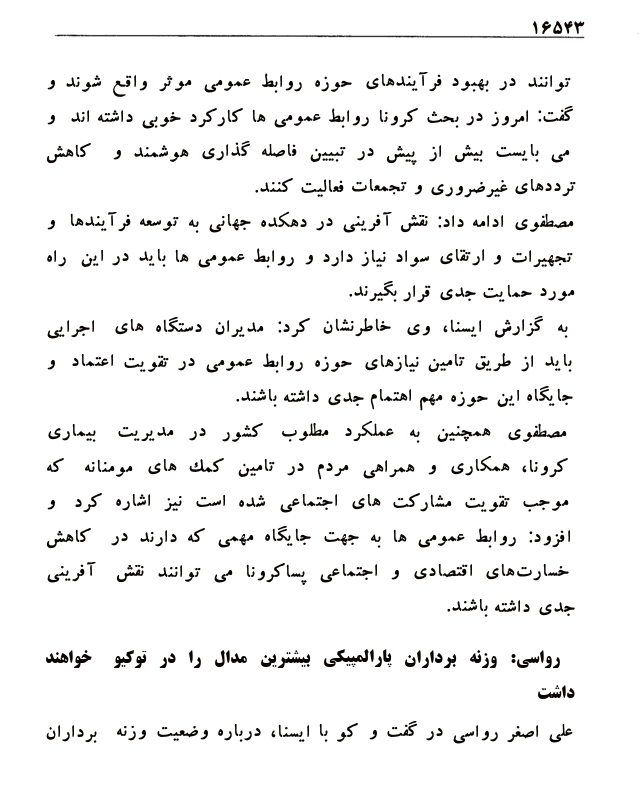 ۱۶۵۴۳
توانند در بهبود فرآیندهای حوزه روابط عمومی موثر واقع شوند و
گفت: امروز در بحث کرونا روابط عمومی ها کارکرد خوبی داشته اند و
می بایست بیش از پیش در تبیین فاصله گذاری هوشمند و کاهش
ترددهای غیرضروری و تجمعات فعالیت کنند.
مصطفوی ادامه داد: نقش آفرینی در دهکده جهانی به توسعه فرآیندها و
تجهیرات و ارتقای سواد نیاز دارد و روابط عمومی ها باید در این راه
مورد حمایت جدی قرار بگیرند.
به گزارش ایسنا، وی خاطرنشان کرد: مدیران دستگاه های اجرایی
باید از طریق تامین نیازهای حوزه روابط عمومی در تقویت اعتماد و
جایگاه این حوزه مهم اهتمام جدی داشته باشند.
مصطفوی همچنین به عملکرد مطلوب کشور در مدیریت بیماری
کرونا، همکاری و همراهی مردم در تامین کمك های مومنانه که
موجب تقویت مشارکت های اجتماعی شده است نیز اشاره کرد و
افزود: روابط عمومی ها به جهت جایگاه مهمی که دارند در کاهش
خسارت‌های اقتصادی و اجتماعی پساکرونا می توانند نقش آفرینی
جدی داشته باشند.
رواسی: وزنه برداران پارالمپیکی بیشترین مدال را در توکیو خواهند
داشت
علی اصغر رواسی در گفت و کو با ایسنا، درباره وضعیت وزنه برداران